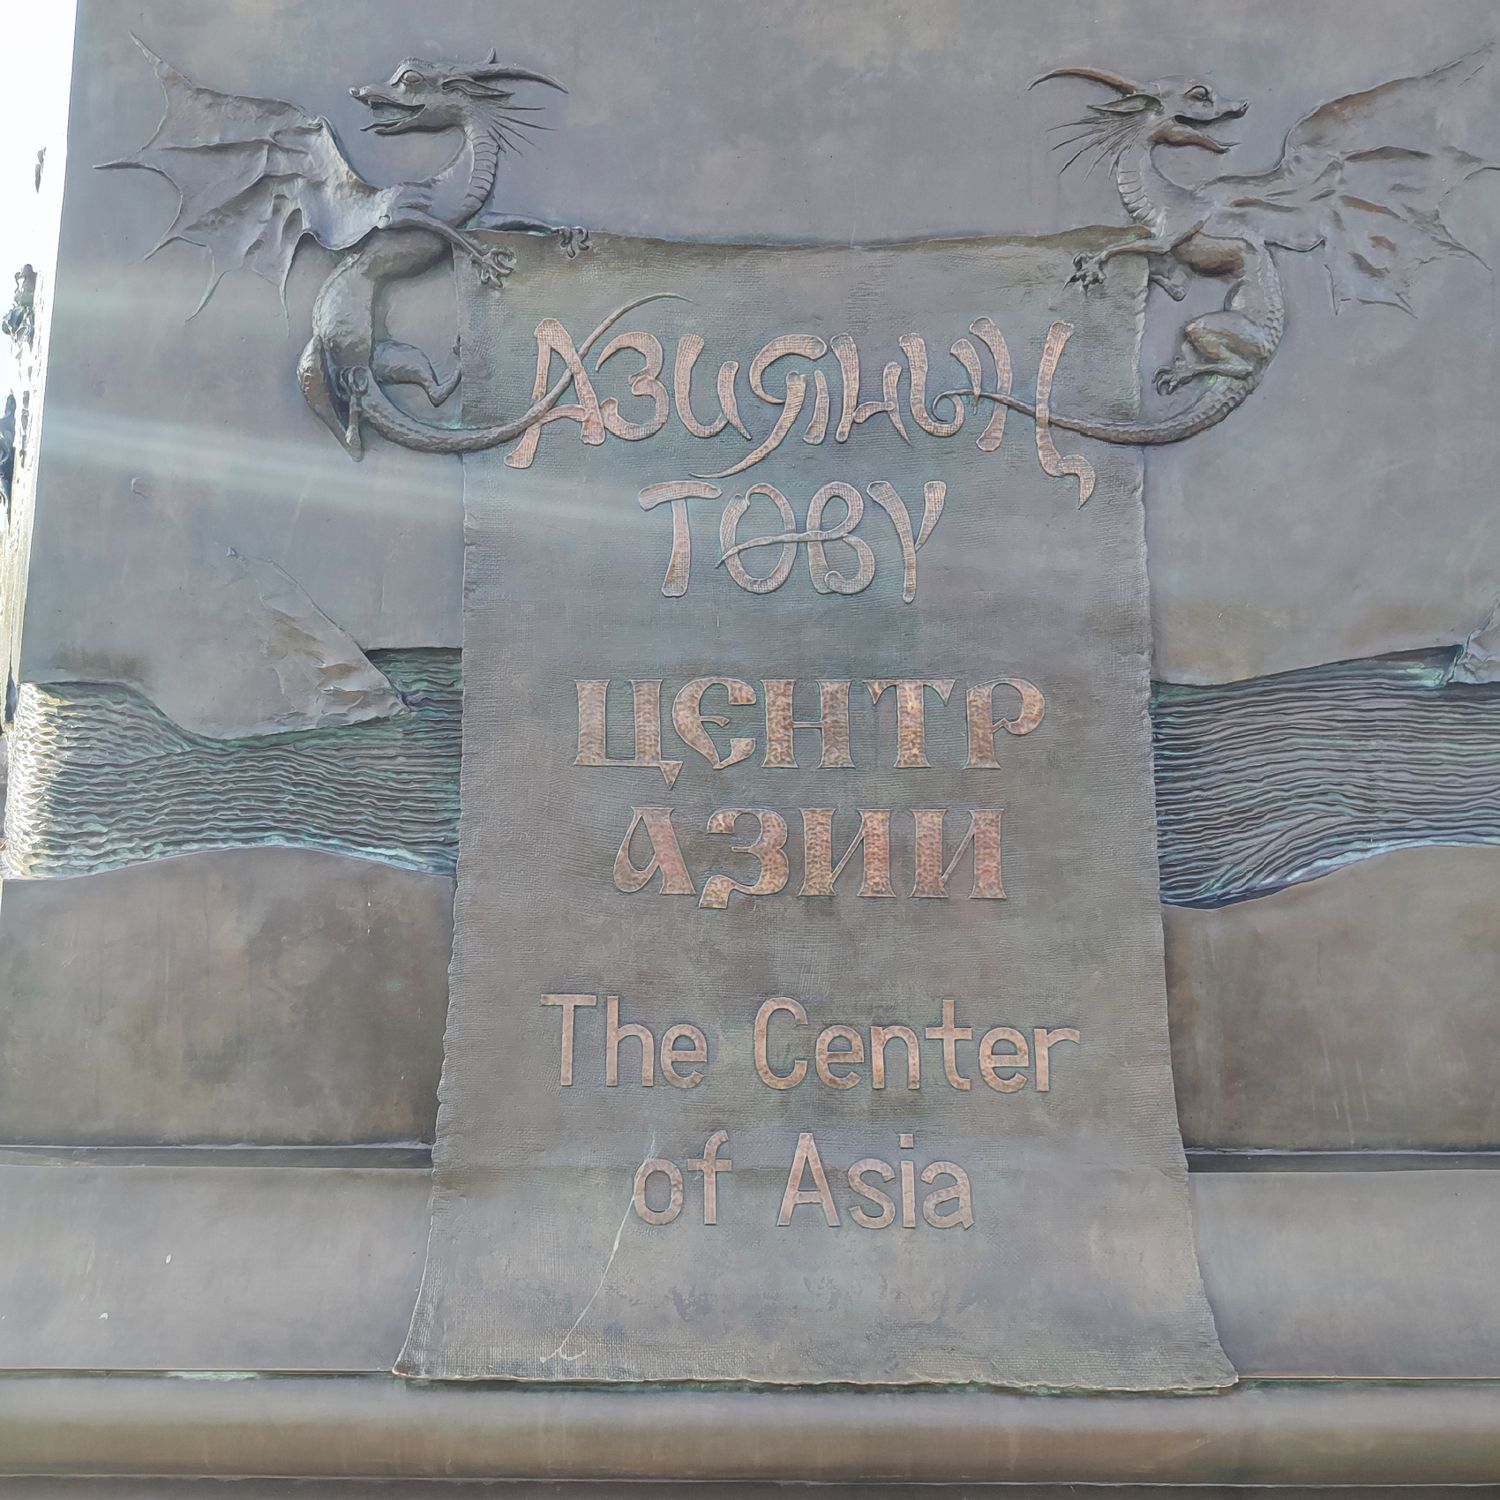 Азияның
төвү
ЦЕНТР
АЗИИ
The Center
of Asia